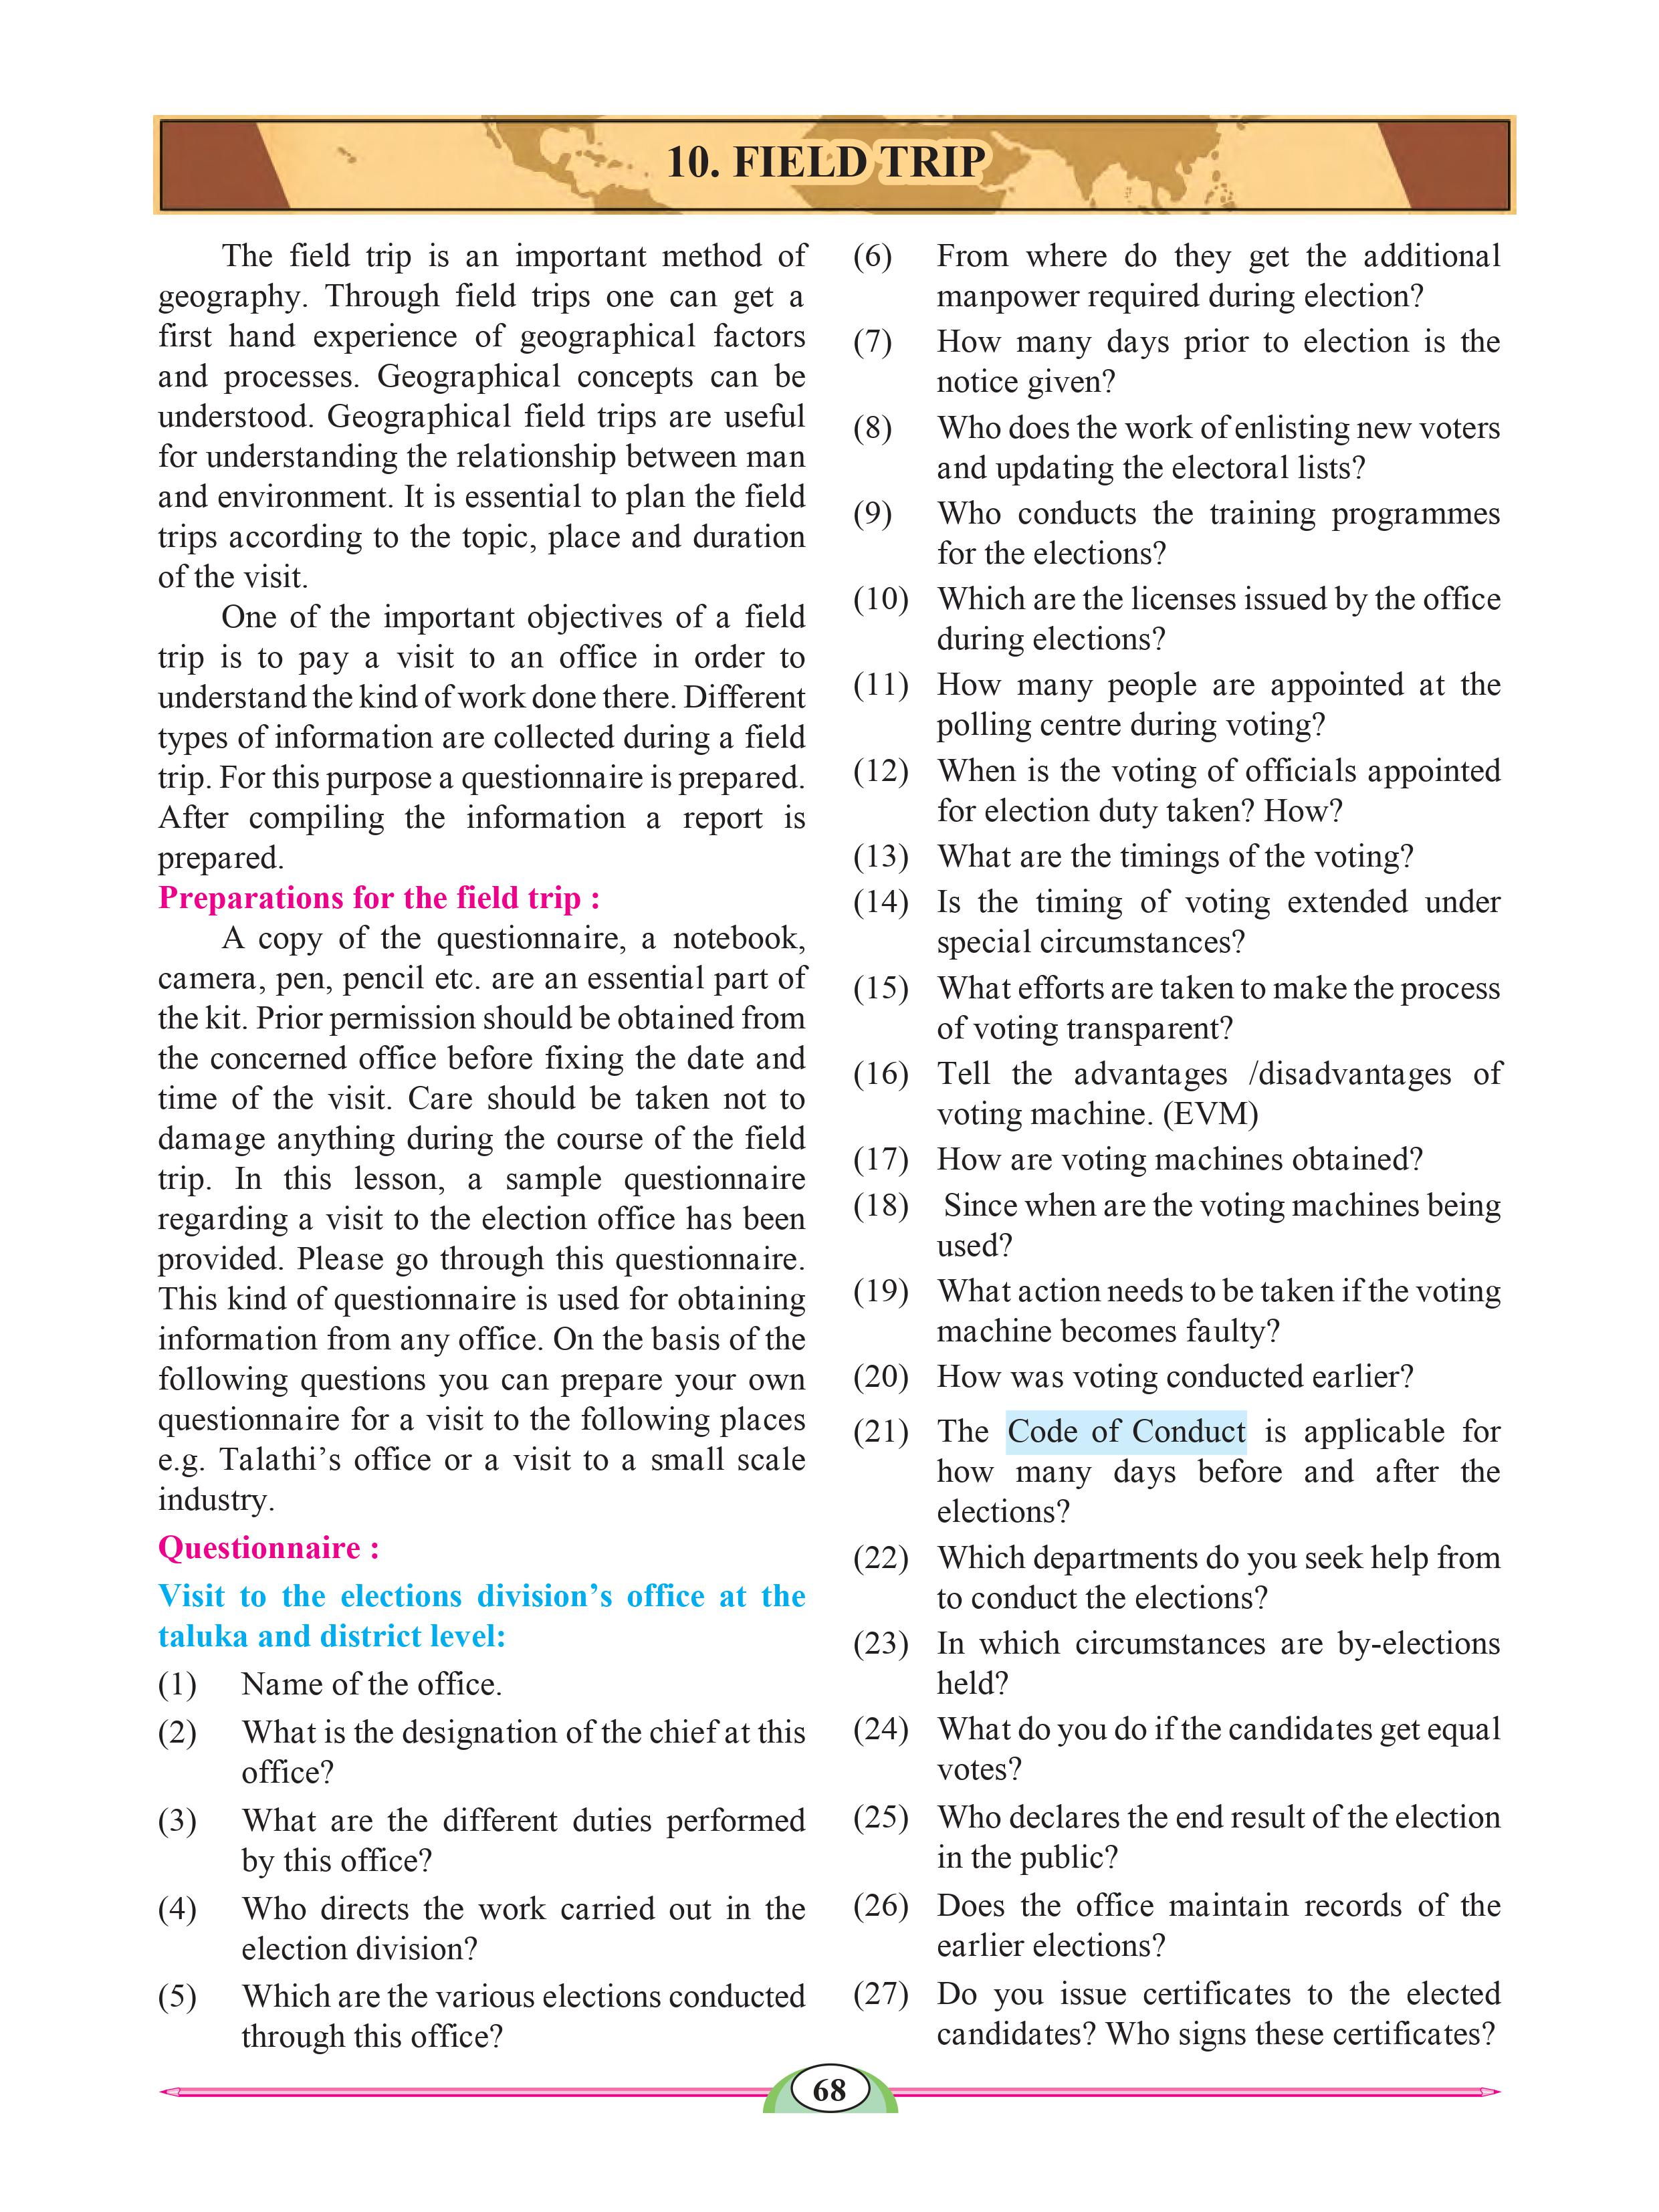 10. FIELD TRIP
The field trip is an important method of
geography. Through field trips one can get a
first hand experience of geographical factors
and processes. Geographical concepts can be
understood. Geographical field trips are useful
for understanding the relationship between man
and environment. It is essential to plan the field
trips according to the topic, place and duration
of the visit.
One of the important objectives of a field
trip is to pay a visit to an office in order to
understand the kind of work done there. Different
types of information are collected during a field
trip. For this purpose a questionnaire is prepared.
After compiling the information a report is
prepared.
Preparations for the field trip :
A copy of the questionnaire, a notebook,
camera, pen, pencil etc. are an essential part of
the kit. Prior permission should be obtained from
the concerned office before fixing the date and
time of the visit. Care should be taken not to
damage anything during the course of the field
trip. In this lesson, a sample questionnaire
regarding a visit to the election office has been
provided. Please go through this questionnaire.
This kind of questionnaire is used for obtaining
information from any office. On the basis of the
following questions you can prepare your own
questionnaire for a visit to the following places
e.g. Talathi’s office or a visit to a small scale
industry.
Questionnaire :
Visit to the elections division’s office at the
taluka and district level:
(1) Name of the office.
(2) What is the designation of the chief at this
office?
(3) What are the different duties performed
by this office?
(4) Who directs the work carried out in the
election division?
(5) Which are the various elections conducted
through this office?
(6) From where do they get the additional
manpower required during election?
(7) How many days prior to election is the
notice given?
(8) Who does the work of enlisting new voters
and updating the electoral lists?
(9) Who conducts the training programmes
for the elections?
(10) Which are the licenses issued by the office
during elections?
(11) How many people are appointed at the
polling centre during voting?
(12) When is the voting of officials appointed
for election duty taken? How?
(13) What are the timings of the voting?
(14) Is the timing of voting extended under
special circumstances?
(15) What efforts are taken to make the process
of voting transparent?
(16) Tell the advantages /disadvantages of
voting machine. (EVM)
(17) How are voting machines obtained?
(18) Since when are the voting machines being
used?
(19) What action needs to be taken if the voting
machine becomes faulty?
(20) How was voting conducted earlier?
(21) The Code of Conduct is applicable for
how many days before and after the
elections?
(22) Which departments do you seek help from
to conduct the elections?
(23) In which circumstances are by-elections
held?
(24) What do you do if the candidates get equal
votes?
(25) Who declares the end result of the election
in the public?
(26) Does the office maintain records of the
earlier elections?
(27) Do you issue certificates to the elected
candidates? Who signs these certificates?
68